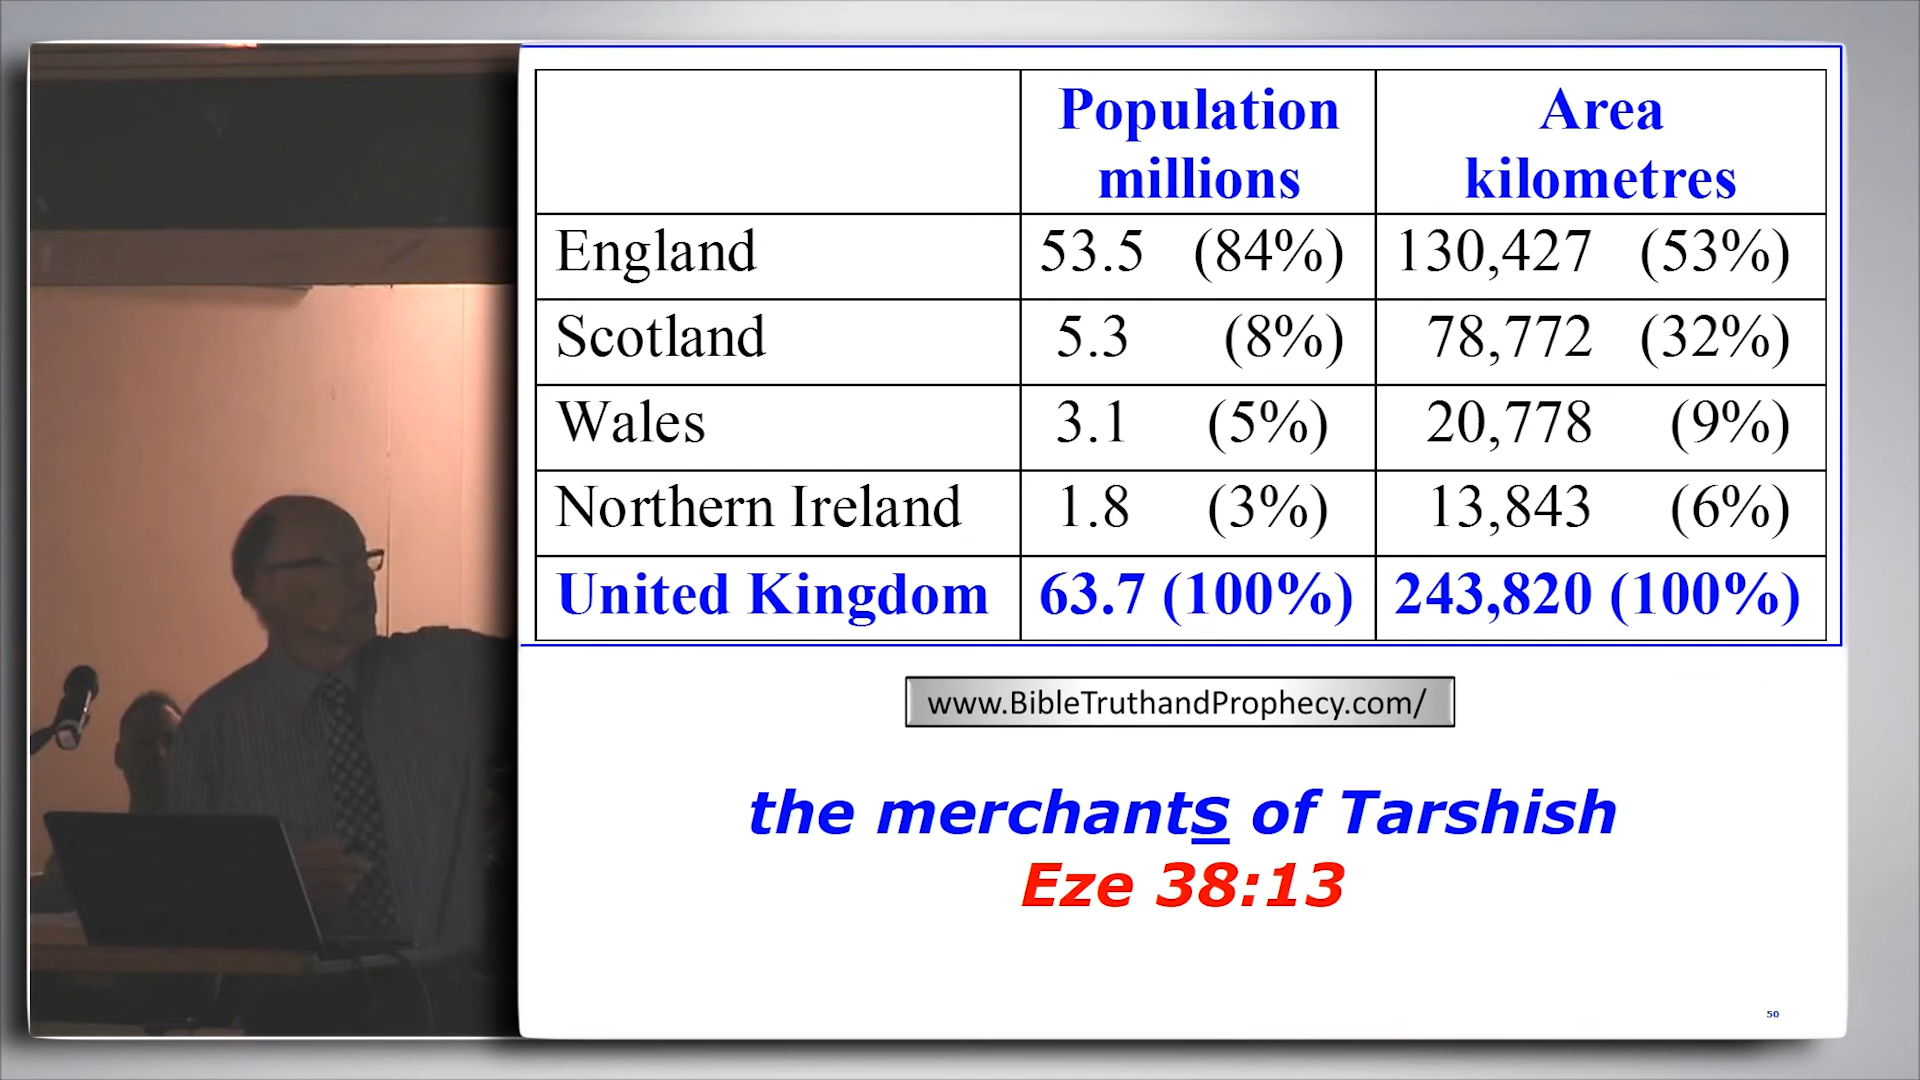 Population Area
millions kilometres
England 53.5 (84%) 130,427 (53%)
Scotland 5.3 (8%) 78,772 (32%)
Wales 3.1 (5%) 20,778 (9%)
Northern Ireland 1.8 (3%) 13,843 (6%)
United Kingdom 63.7 (100%) 243,820 (100%)
www.BibleTruthandProphecy.com/
the merchants of Tarshish
Eze 38:13
50